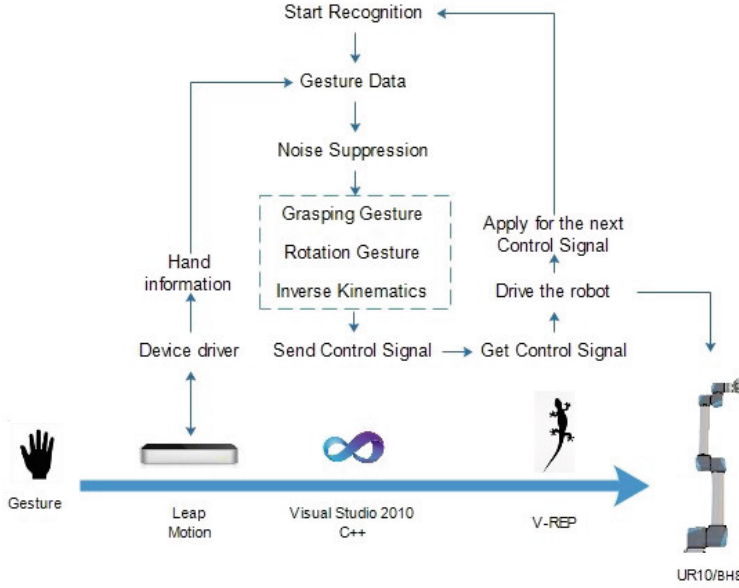 Start Recognition
Gesture Data
Noise Suppression
Grasping Gesture
Rotation Gesture
Inverse Kinematics
Hand
information
Device driver
Send Control Signal
Get Control Signal
Drive the robot
Apply for the next
Control Signal
Gesture
Leap
Motion
Visual Studio 2010
C++
V-REP
UR10/BH8